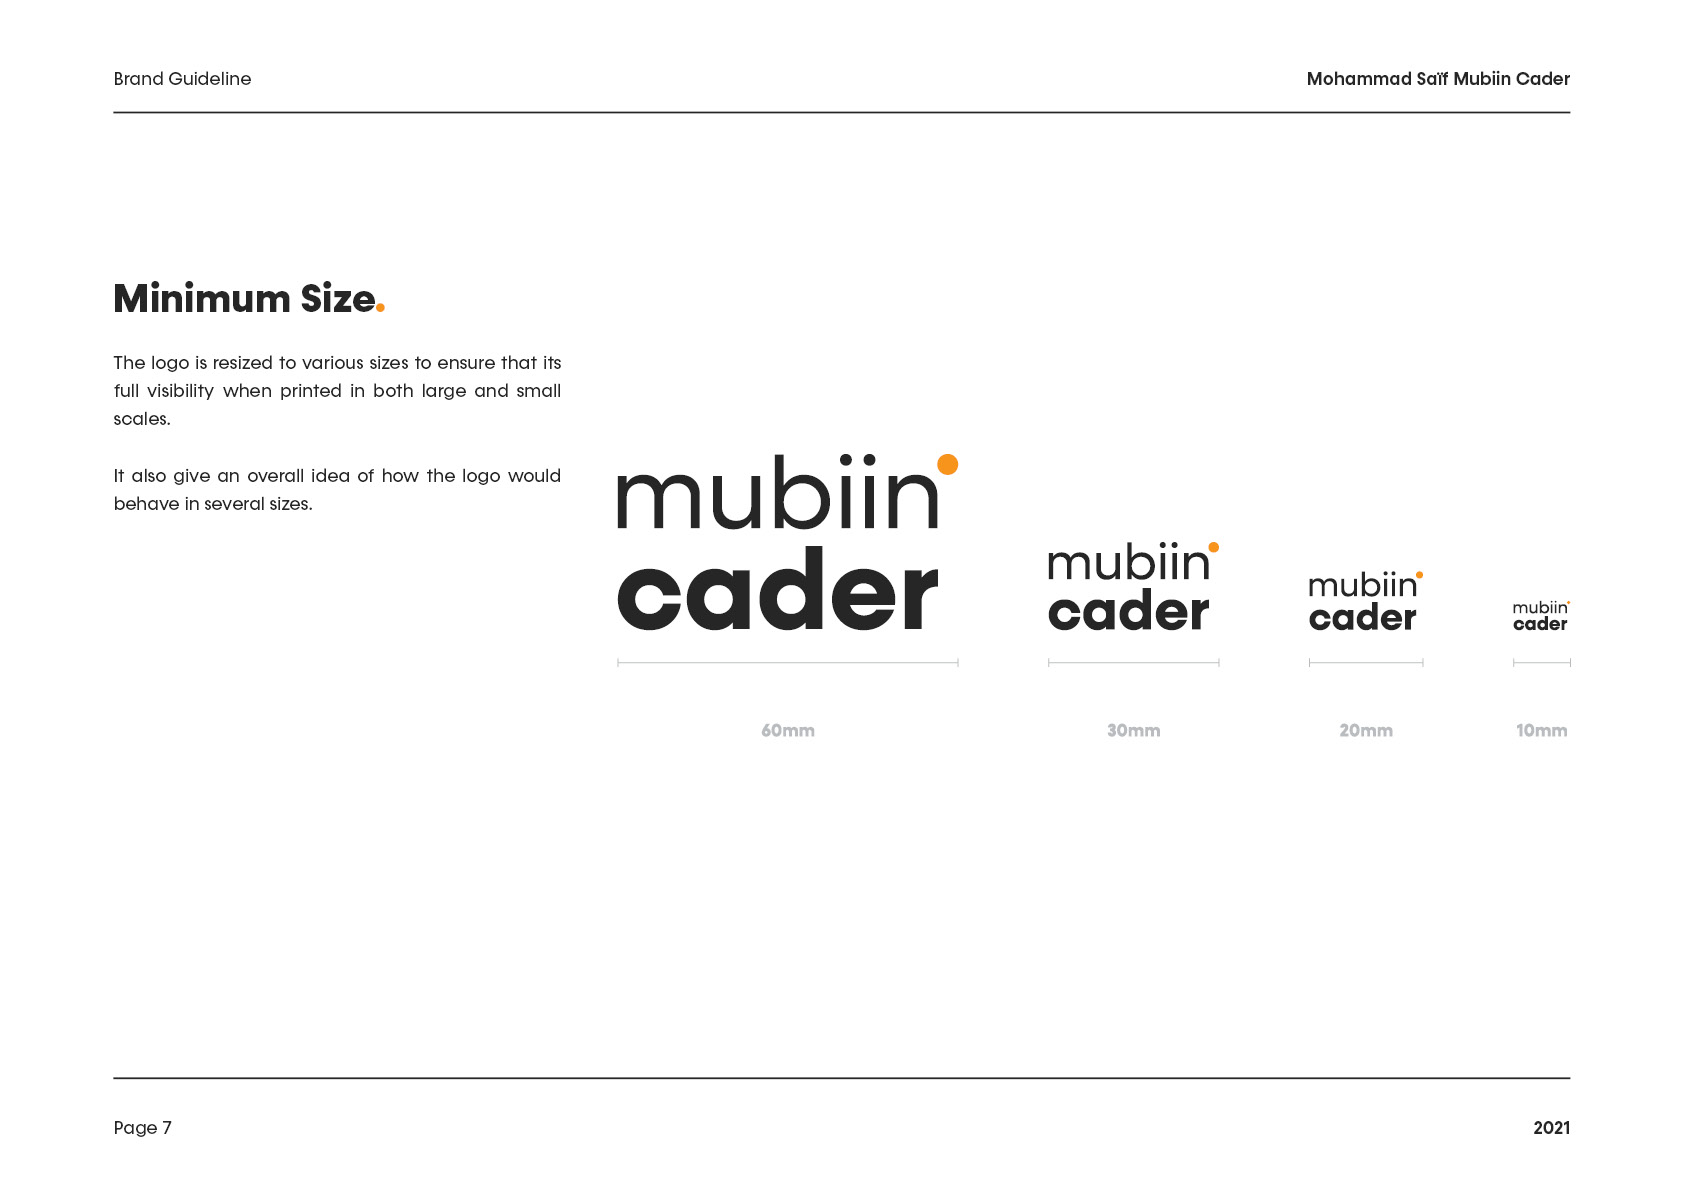 Brand Guideline
Mohammad Saïf Mubiin Cader
Minimum Size.
The logo is resized to various sizes to ensure that its
full visibility when printed in both large and small
scales.
It also give an overall idea of how the logo would
behave in several sizes.
mubiin
cader
mubiin
cader
mubiin
cader
mubiin
cader
60mm
30mm
20mm
10mm
Page 7
2021